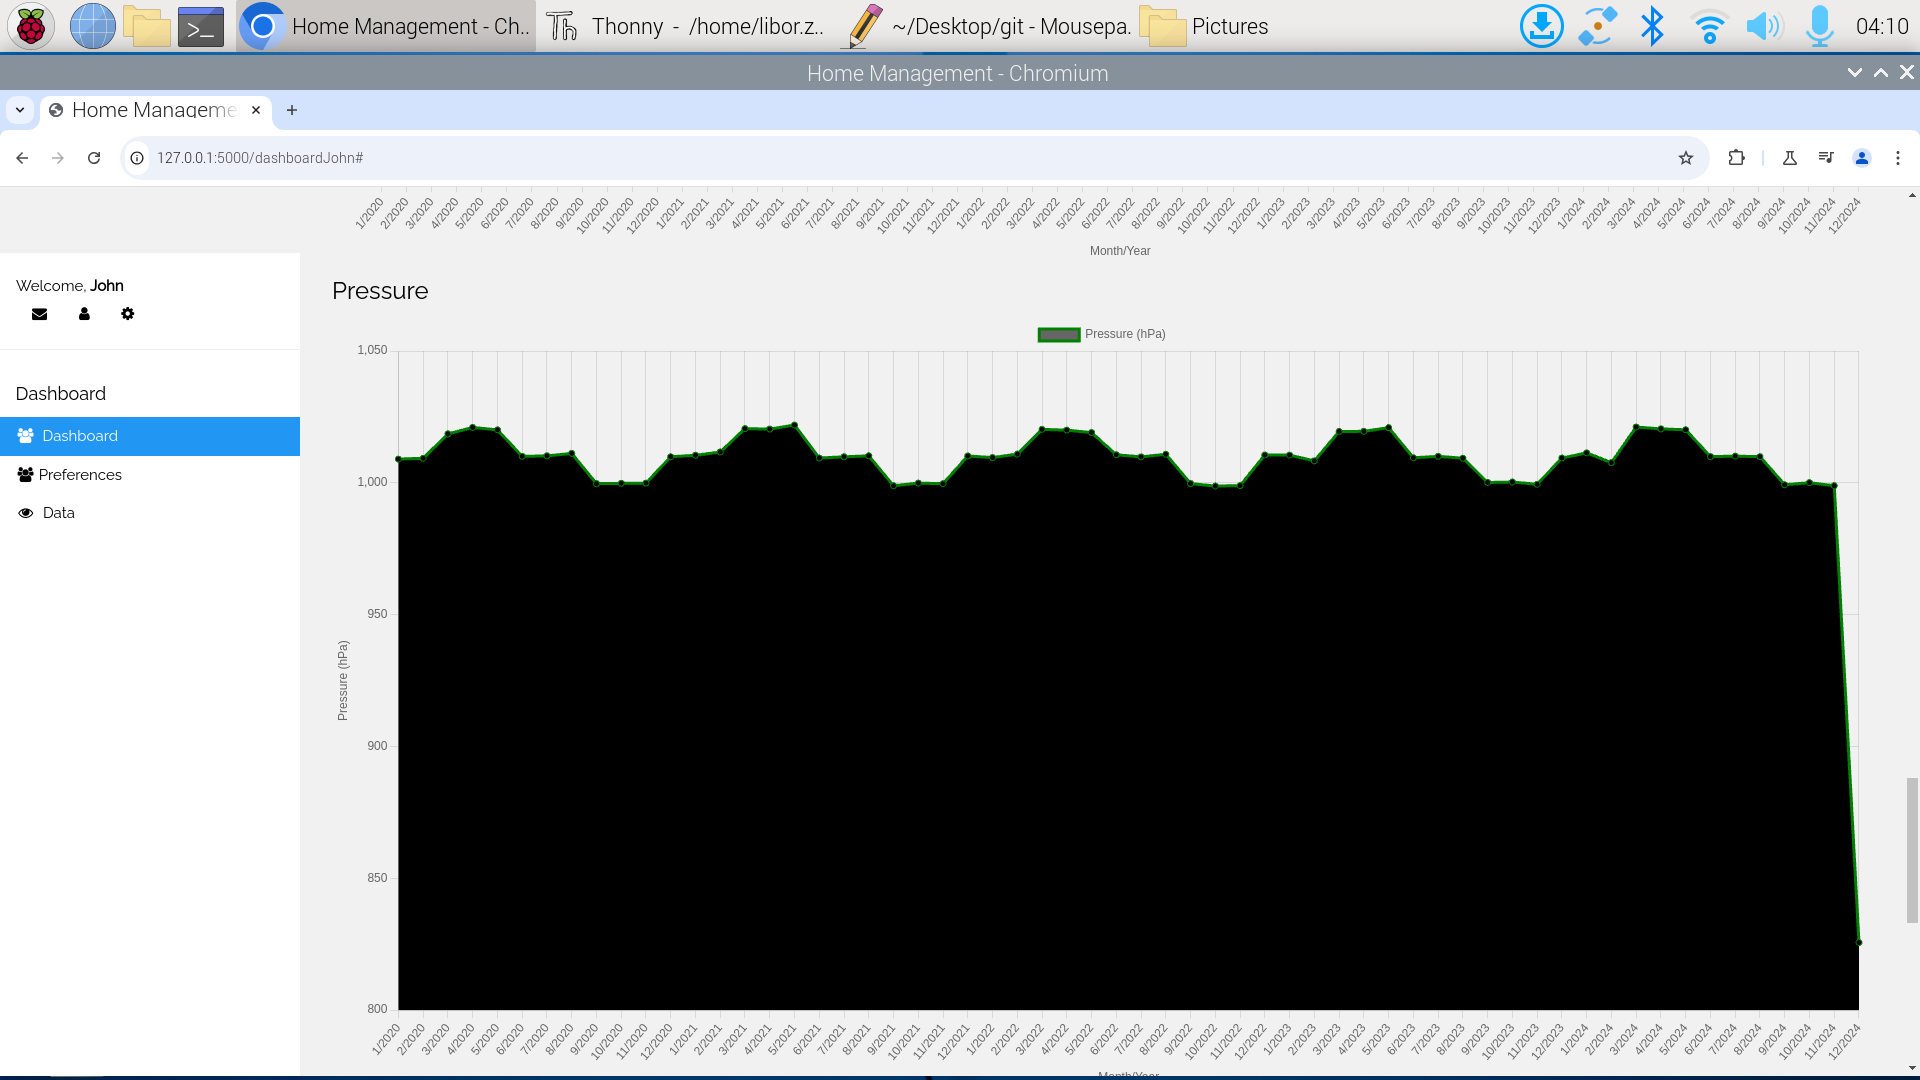 Home Management - Ch..
Thonny - /home/libor.z..
~/Desktop/git - Mousepa.
Pictures
04:10
Home Management - Chromium
Home Manageme
127.0.0.1:5000/dashboardJohn#
1/2020 2/2020 3/2020 4/2020 5/2020 6/2020 7/2020 8/2020 9/2020 10/2020 11/2020 12/2020 1/2021 2/2021 3/2021 4/2021 5/2021 6/2021 7/2021 8/2021 9/2021 10/2021 11/2021 12/2021 1/2022 2/2022 3/2022 4/2022 5/2022 6/2022 7/2022 8/2022 9/2022 10/2022 11/2022 12/2022 1/2023 2/2023 3/2023 4/2023 5/2023 6/2023 7/2023 8/2023 9/2023 10/2023 11/2023 12/2023 1/2024 2/2024 3/2024 4/2024 5/2024 6/2024 7/2024 8/2024 9/2024 10/2024 11/2024 12/2024
Month/Year
Welcome, John
Dashboard
Dashboard
Preferences
Data
Pressure
Pressure (hPa)
1,050
1,000
950
900
850
800
Pressure (hPa)
1/2020 2/2020 3/2020 4/2020 5/2020 6/2020 7/2020 8/2020 9/2020 10/2020 11/2020 12/2020 1/2021 2/2021 3/2021 4/2021 5/2021 6/2021 7/2021 8/2021 9/2021 10/2021 11/2021 12/2021 1/2022 2/2022 3/2022 4/2022 5/2022 6/2022 7/2022 8/2022 9/2022 10/2022 11/2022 12/2022 1/2023 2/2023 3/2023 4/2023 5/2023 6/2023 7/2023 8/2023 9/2023 10/2023 11/2023 12/2023 1/2024 2/2024 3/2024 4/2024 5/2024 6/2024 7/2024 8/2024 9/2024 10/2024 11/2024 12/2024
Month/Year